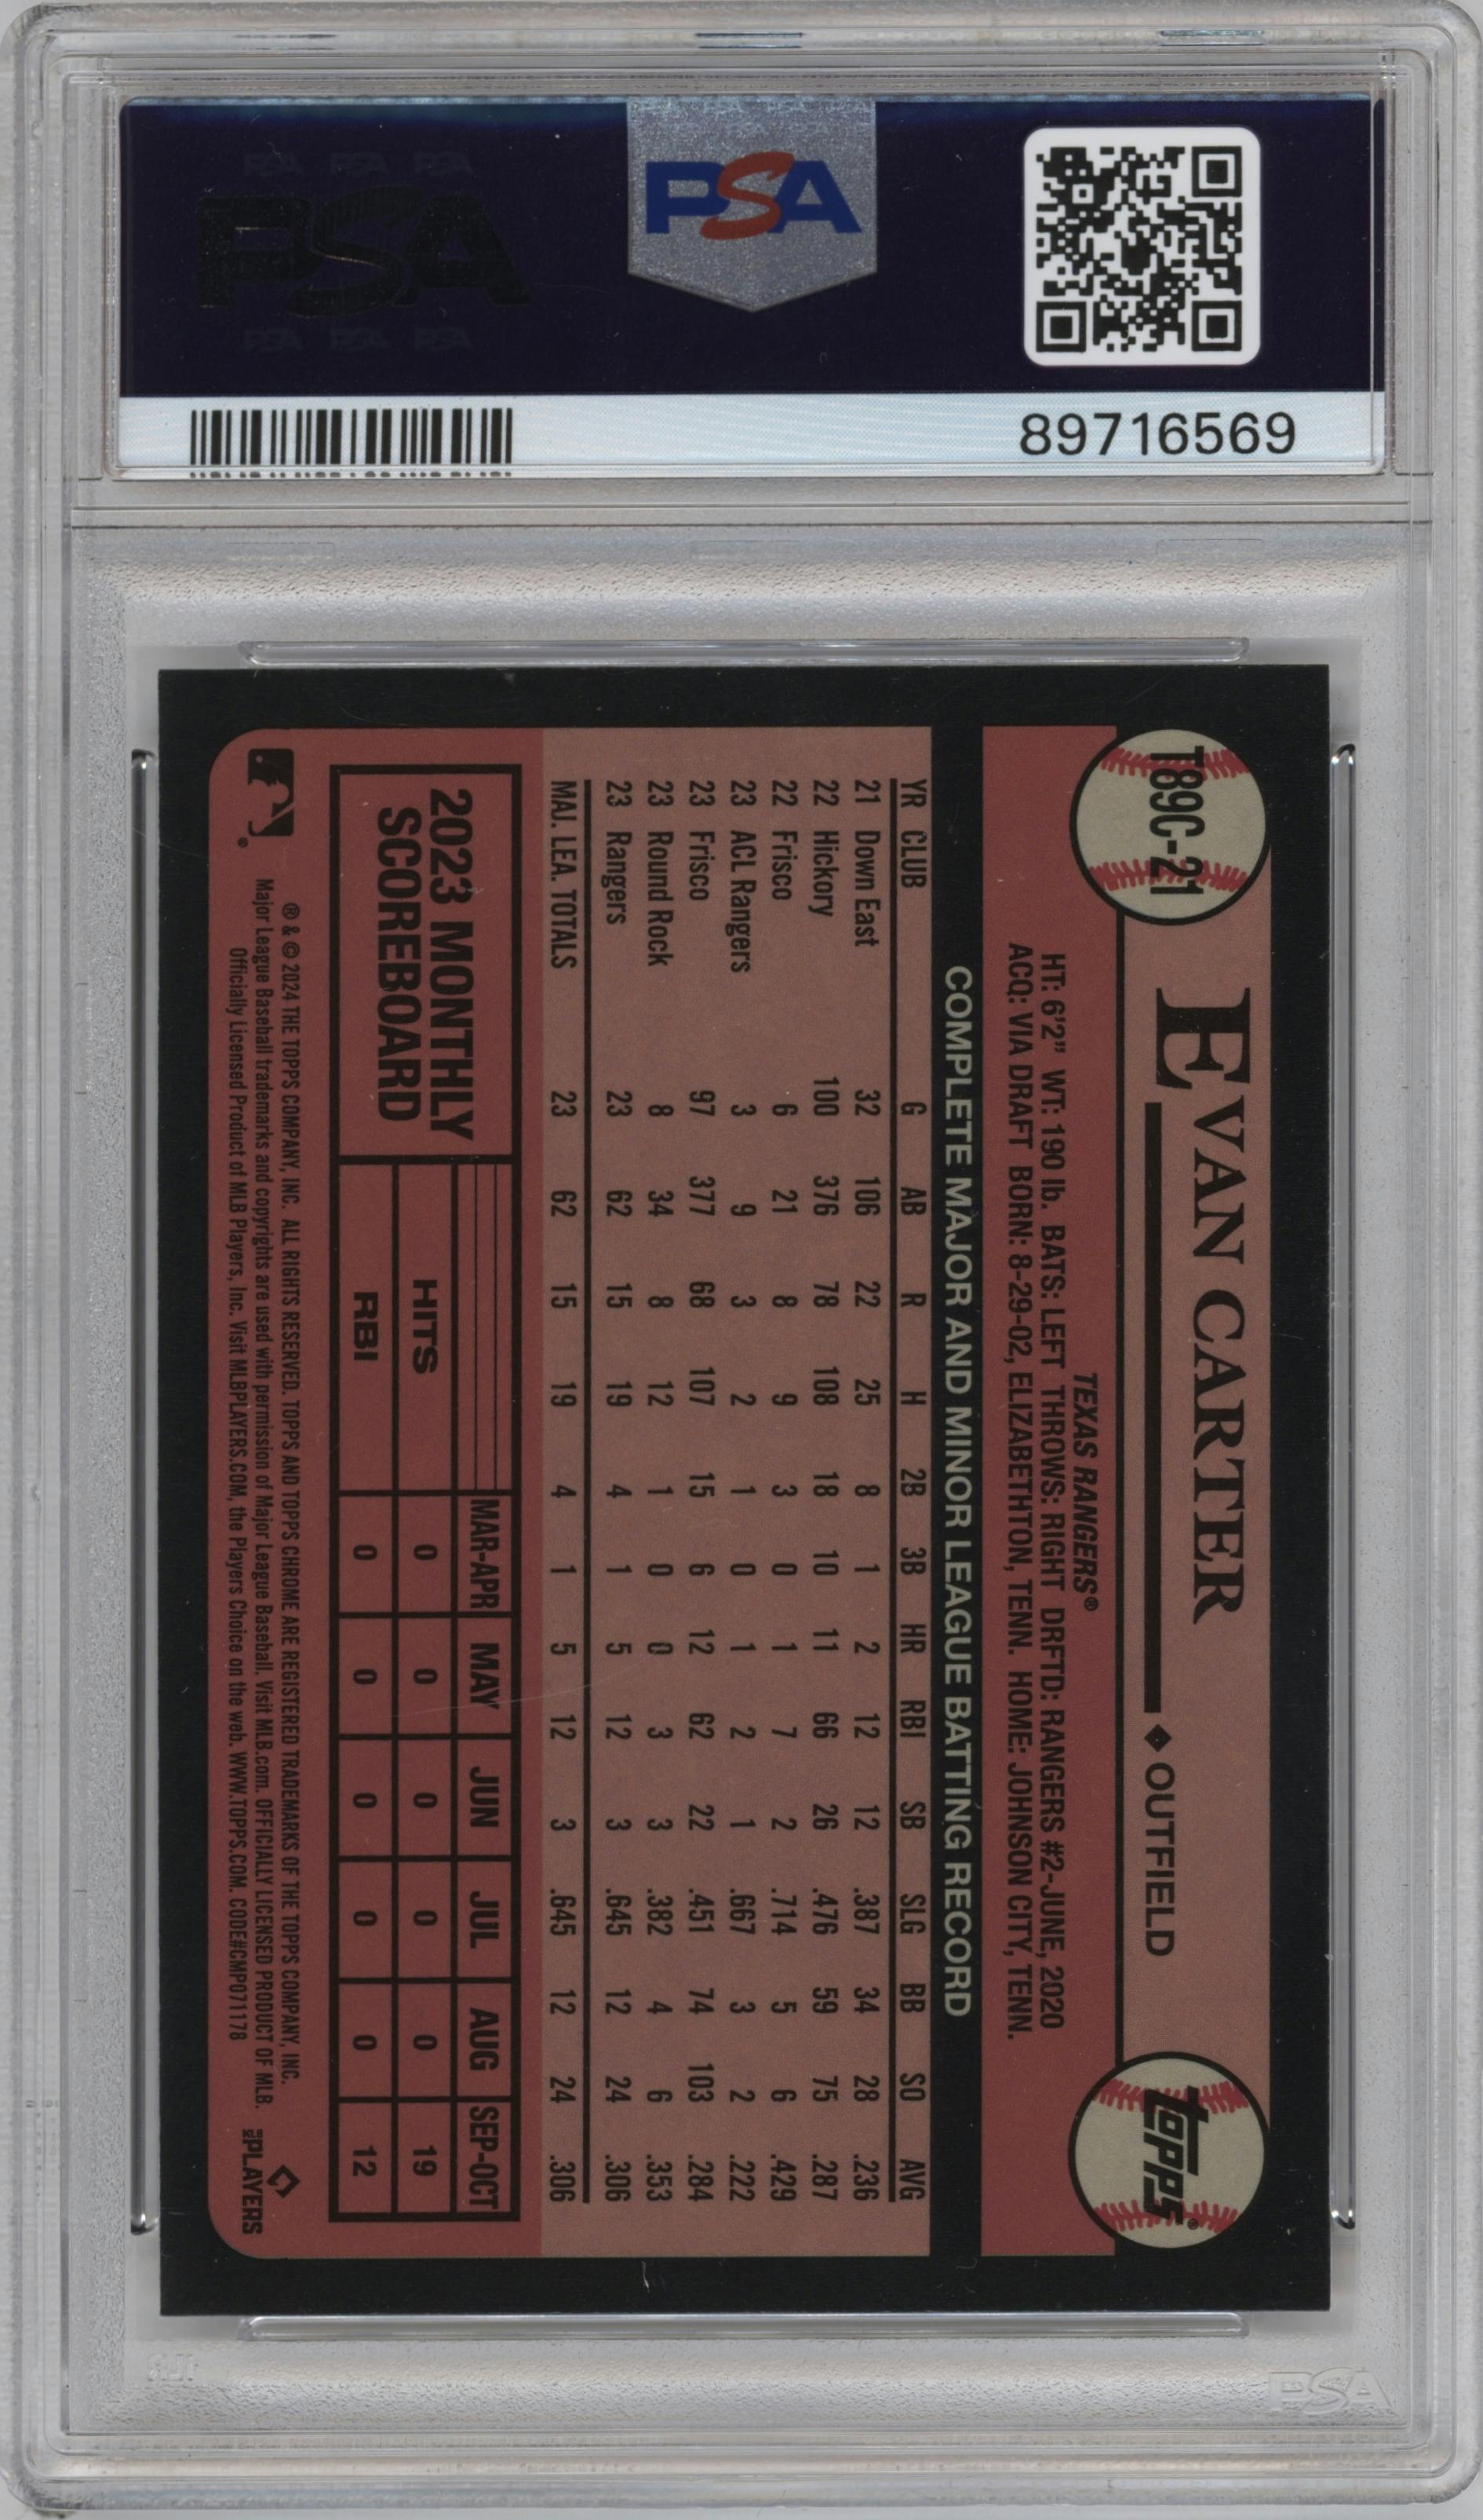 PSA PSA PSA
PSA
PSA PSA PSA
PSA
89716569
T89C-21
EVAN CARTER
◆ OUTFIELD
topps®
TEXAS RANGERS®
HT: 6'2" WT: 190 lb. BATS: LEFT THROWS: RIGHT DRFTD: RANGERS #2-JUNE, 2020
ACQ: VIA DRAFT BORN: 8-29-02, ELIZABETHTON, TENN. HOME: JOHNSON CITY, TENN.
COMPLETE MAJOR AND MINOR LEAGUE BATTING RECORD
YR CLUB G AB R H 2B 3B HR RBI SB SLG BB SO AVG
21 Down East 32 106 22 25 8 1 2 12 12 .387 34 28 .236
22 Hickory 100 376 78 108 18 10 11 66 26 .476 59 75 .287
22 Frisco 6 21 8 9 3 0 1 7 2 .714 5 6 .429
23 ACL Rangers 3 9 3 2 1 0 1 2 1 .667 3 2 .222
23 Frisco 97 377 68 107 15 6 12 62 22 .451 74 103 .284
23 Round Rock 8 34 8 12 1 0 0 3 3 .382 4 6 .353
23 Rangers 23 62 15 19 4 1 5 12 3 .645 12 24 .306
MAJ. LEA. TOTALS 23 62 15 19 4 1 5 12 3 .645 12 24 .306
2023 MONTHLY
SCOREBOARD
MAR-APR MAY JUN JUL AUG SEP-OCT
HITS 0 0 0 0 0 19
RBI 0 0 0 0 0 12
® & © 2024 THE TOPPS COMPANY, INC. ALL RIGHTS RESERVED. TOPPS AND TOPPS CHROME ARE REGISTERED TRADEMARKS OF THE TOPPS COMPANY, INC.
Major League Baseball trademarks and copyrights are used with permission of Major League Baseball. Visit MLB.com. OFFICIALLY LICENSED PRODUCT OF MLB.
Officially Licensed Product of MLB Players, Inc. Visit MLBPLAYERS.COM, the Players Choice on the web. WWW.TOPPS.COM. CODE#CMP071178
MLB PLAYERS
PSA